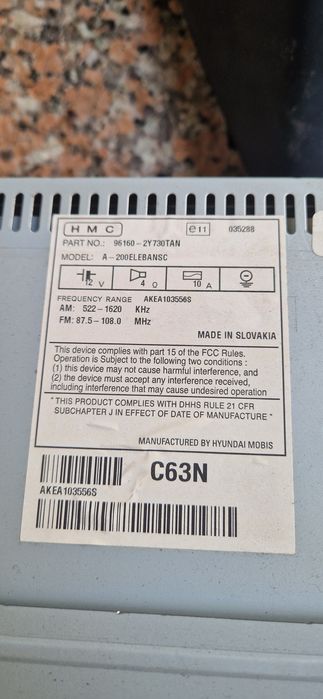 HMC e11 035288
PART NO.: 96160-2Y730TAN
MODEL: A-200ELEBANSC
12 V 4 Ω 10 A
FREQUENCY RANGE AKEA103556S
AM: 522-1620 KHz
FM: 87.5-108.0 MHz
MADE IN SLOVAKIA
This device complies with part 15 of the FCC Rules.
Operation is Subject to the following two conditions :
(1) this device may not cause harmful interference, and
(2) the device must accept any interference received,
including interference that may cause undesired operation
"THIS PRODUCT COMPLIES WITH DHHS RULE 21 CFR
SUBCHAPTER J IN EFFECT OF DATE OF MANUFACTURE"
MANUFACTURED BY HYUNDAI MOBIS
C63N
AKEA103556S